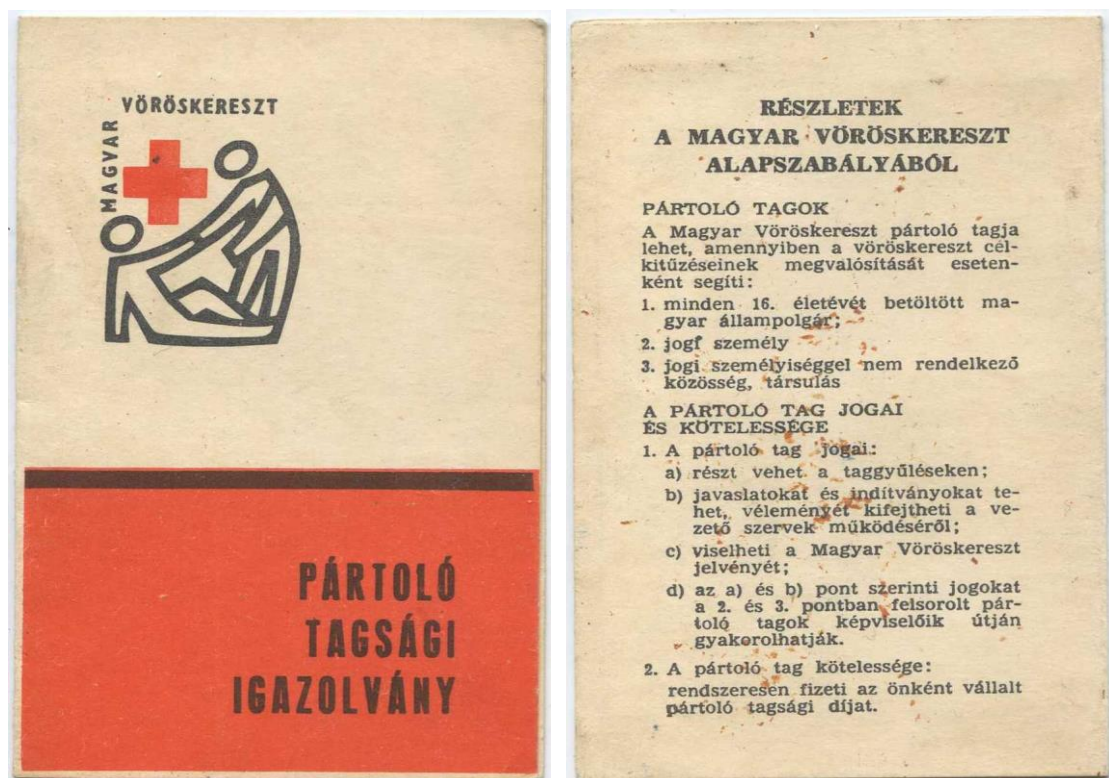 MAGYAR VÖRÖSKERESZT
PÁRTOLÓ
TAGSÁGI
IGAZOLVÁNY
RÉSZLETEK
A MAGYAR VÖRÖSKERESZT
ALAPSZABÁLYÁBÓL
PÁRTOLÓ TAGOK
A Magyar Vöröskereszt pártoló tagja
lehet, amennyiben a vöröskereszt cél-
kitűzéseinek megvalósítását eseten-
ként segíti:
1. minden 16. életévét betöltött ma-
gyar állampolgár;
2. jogi személy
3. jogi személyiséggel nem rendelkező
közösség, társulás
A PÁRTOLÓ TAG JOGAI
ÉS KÖTELESSÉGE
1. A pártoló tag jogai:
a) részt vehet a taggyűléseken;
b) javaslatokat és indítványokat te-
het, véleményét kifejtheti a ve-
zető szervek működéséről;
c) viselheti a Magyar Vöröskereszt
jelvényét;
d) az a) és b) pont szerinti jogokat
a 2. és 3. pontban felsorolt pár-
toló tagok képviselőik útján
gyakorolhatják.
2. A pártoló tag kötelessége:
rendszeresen fizeti az önként vállalt
pártoló tagsági díjat.